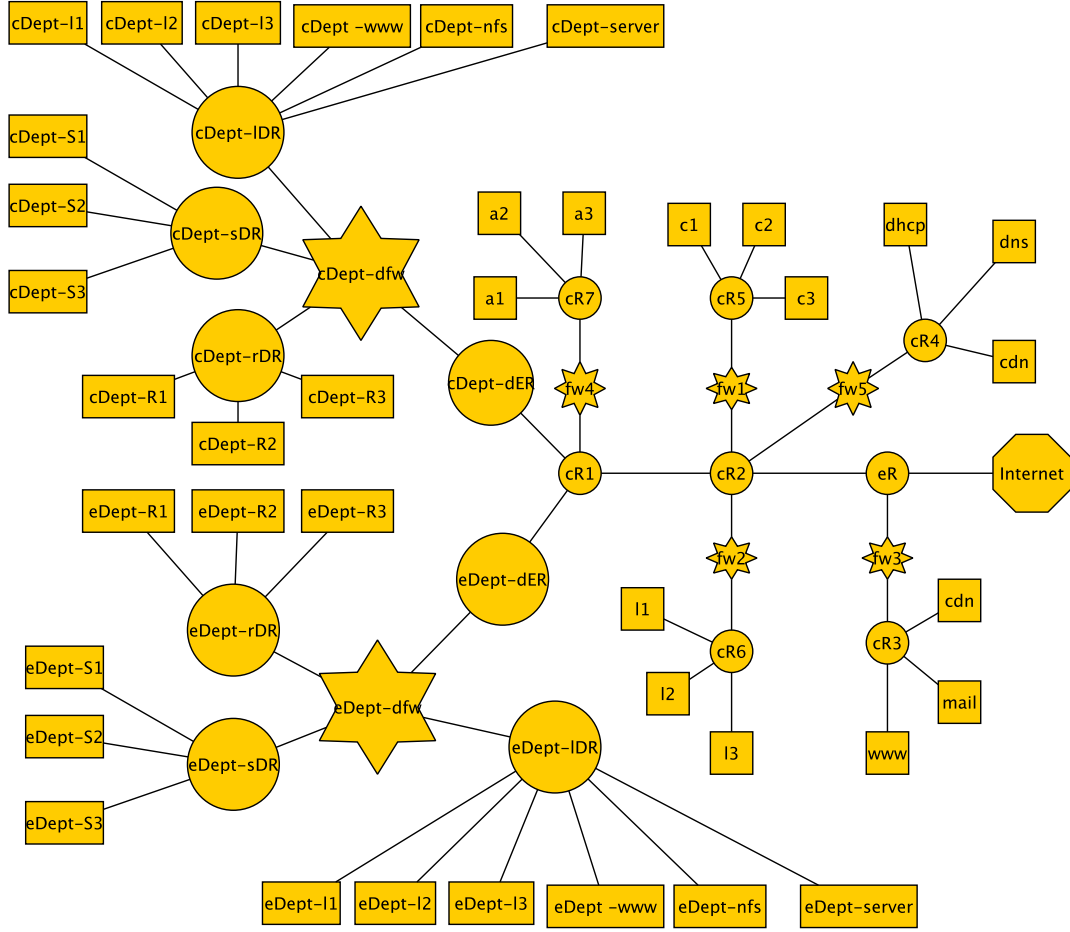 cDept-l1
cDept-l2
cDept-l3
cDept -www
cDept-nfs
cDept-server
cDept-lDR
cDept-S1
cDept-S2
cDept-sDR
cDept-S3
cDept-dfw
cDept-rDR
cDept-R1
cDept-R3
cDept-R2
cDept-dER
a2
a3
a1
cR7
fw4
c1
c2
cR5
c3
fw1
dhcp
dns
cR4
cdn
fw5
cR1
cR2
eR
Internet
eDept-R1
eDept-R2
eDept-R3
eDept-dER
fw2
fw3
eDept-rDR
l1
cR6
l2
l3
cdn
cR3
mail
www
eDept-S1
eDept-S2
eDept-sDR
eDept-S3
eDept-dfw
eDept-lDR
eDept-l1
eDept-l2
eDept-l3
eDept -www
eDept-nfs
eDept-server